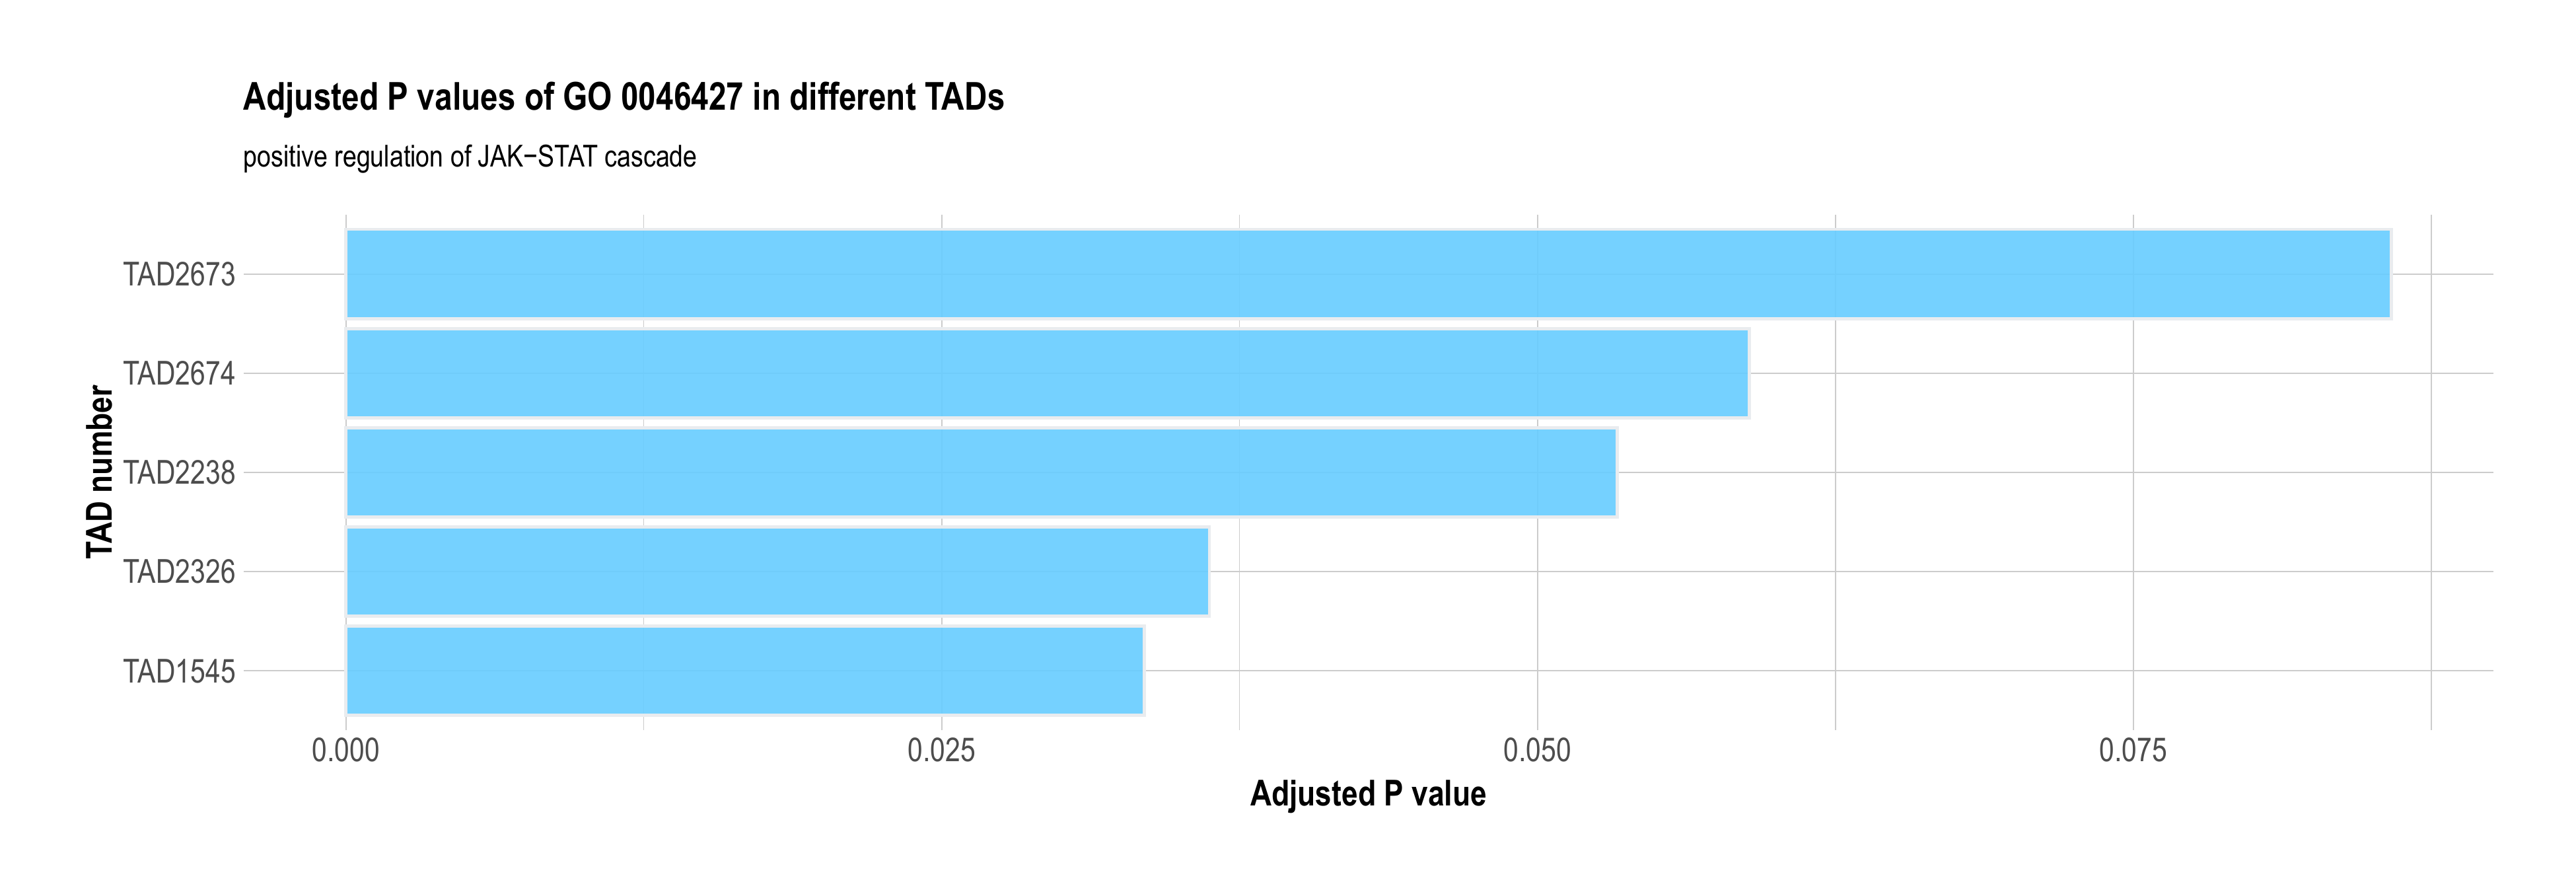 Adjusted P values of GO 0046427 in different TADs
positive regulation of JAK−STAT cascade
TAD number
TAD2673
TAD2674
TAD2238
TAD2326
TAD1545
0.000 0.025 0.050 0.075
Adjusted P value